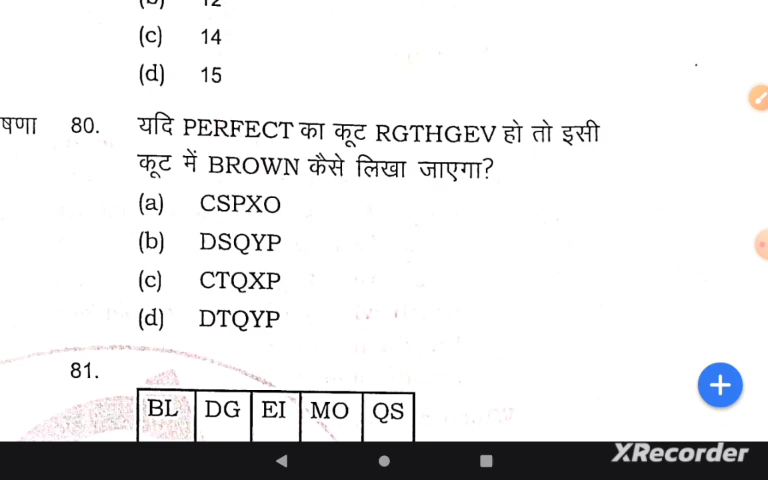 (b) 12
(c) 14
(d) 15
षणा 80. यदि PERFECT का कूट RGTHGEV हो तो इसी
कूट में BROWN कैसे लिखा जाएगा?
(a) CSPXO
(b) DSQYP
(c) CTQXP
(d) DTQYP
81.
BL DG EI MO QS
XRecorder